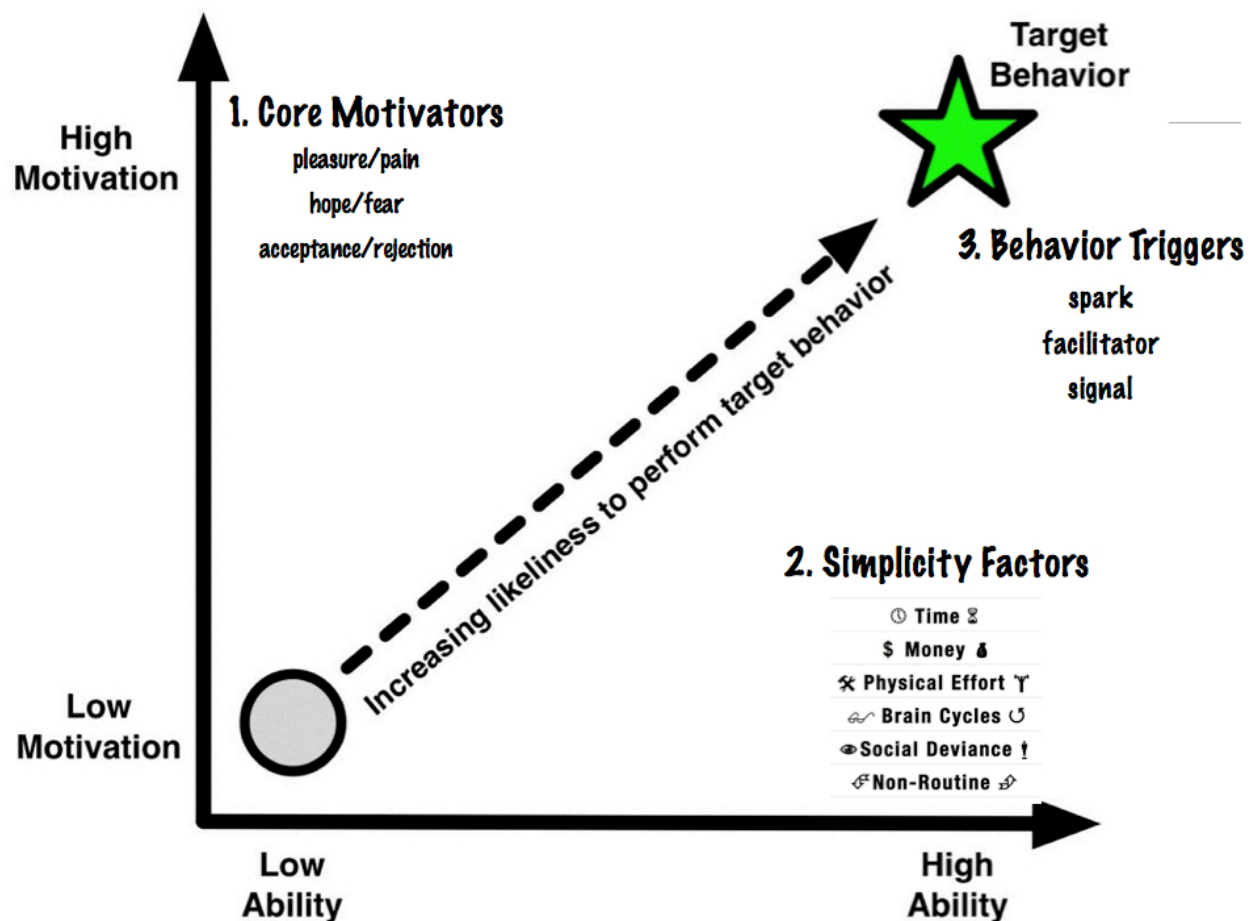 Target
Behavior
1. Core Motivators
pleasure/pain
hope/fear
acceptance/rejection
High
Motivation
3. Behavior Triggers
spark
facilitator
signal
Increasing likeliness to perform target behavior
2. Simplicity Factors
Time
$ Money
Physical Effort
Brain Cycles
Social Deviance
Non-Routine
Low
Motivation
Low
Ability
High
Ability